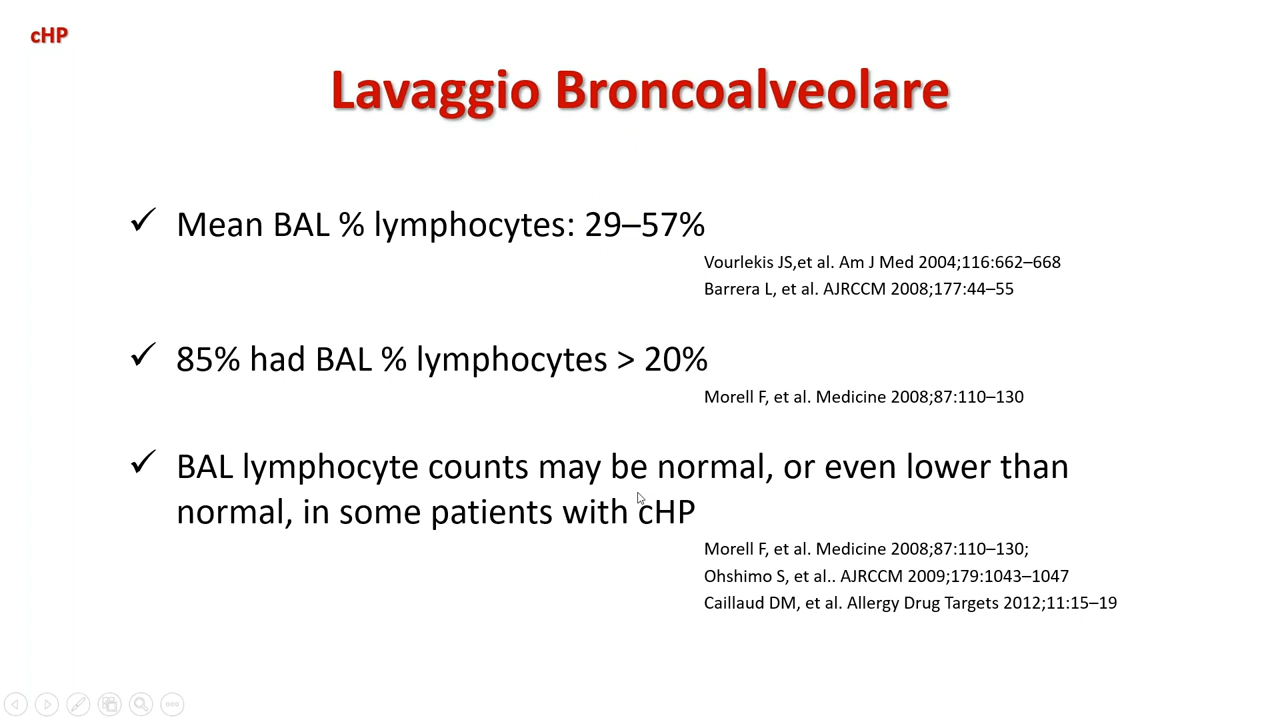 cHP
Lavaggio Broncoalveolare
✓ Mean BAL % lymphocytes: 29–57%
Vourlekis JS,et al. Am J Med 2004;116:662–668
Barrera L, et al. AJRCCM 2008;177:44–55
✓ 85% had BAL % lymphocytes > 20%
Morell F, et al. Medicine 2008;87:110–130
✓ BAL lymphocyte counts may be normal, or even lower than
normal, in some patients with cHP
Morell F, et al. Medicine 2008;87:110–130;
Ohshimo S, et al.. AJRCCM 2009;179:1043–1047
Caillaud DM, et al. Allergy Drug Targets 2012;11:15–19